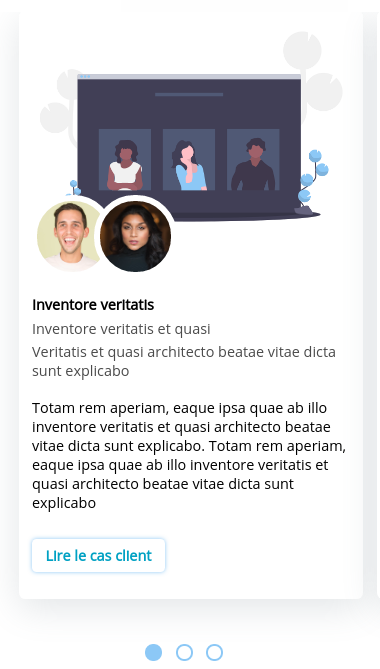 Inventore veritatis
Inventore veritatis et quasi
Veritatis et quasi architecto beatae vitae dicta
sunt explicabo
Totam rem aperiam, eaque ipsa quae ab illo
inventore veritatis et quasi architecto beatae
vitae dicta sunt explicabo. Totam rem aperiam,
eaque ipsa quae ab illo inventore veritatis et
quasi architecto beatae vitae dicta sunt
explicabo
Lire le cas client